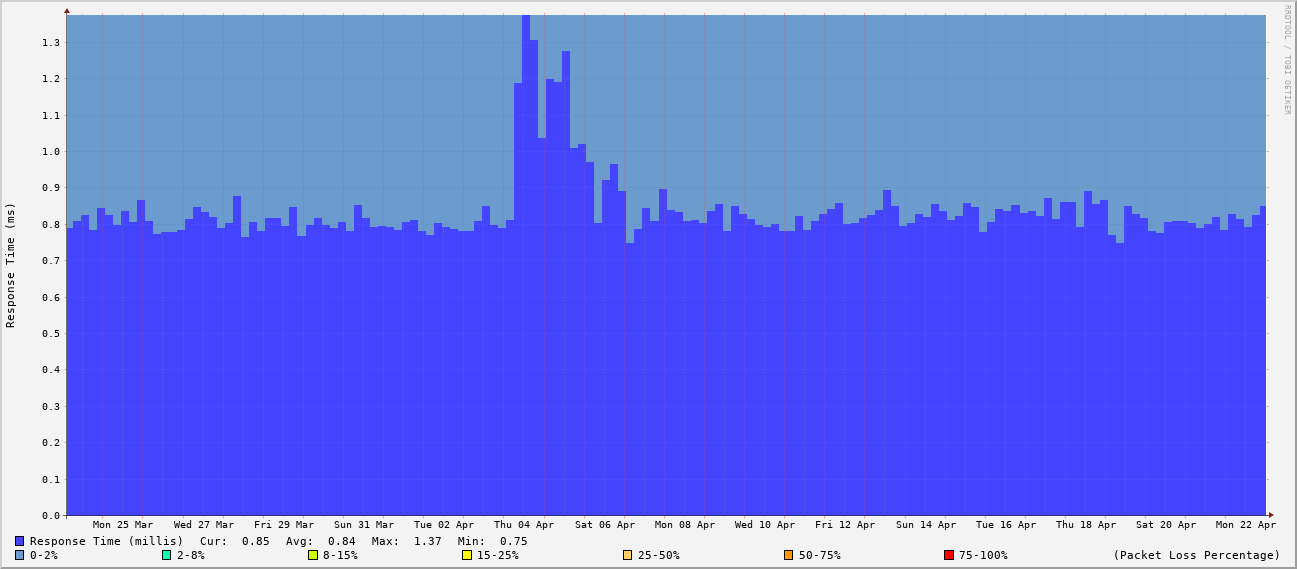 RRDTOOL / TOBI OETIKER
Response Time (ms)
1.3
1.2
1.1
1.0
0.9
0.8
0.7
0.6
0.5
0.4
0.3
0.2
0.1
0.0
Mon 25 Mar Wed 27 Mar Fri 29 Mar Sun 31 Mar Tue 02 Apr Thu 04 Apr Sat 06 Apr Mon 08 Apr Wed 10 Apr Fri 12 Apr Sun 14 Apr Tue 16 Apr Thu 18 Apr Sat 20 Apr Mon 22 Apr
Response Time (millis) Cur: 0.85 Avg: 0.84 Max: 1.37 Min: 0.75
0-2% 2-8% 8-15% 15-25% 25-50% 50-75% 75-100% (Packet Loss Percentage)